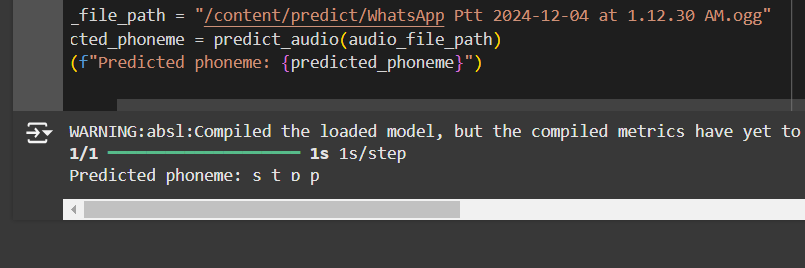 _file_path = "/content/predict/WhatsApp Ptt 2024-12-04 at 1.12.30 AM.ogg"
cted_phoneme = predict_audio(audio_file_path)
(f"Predicted phoneme: {predicted_phoneme}")
WARNING:absl:Compiled the loaded model, but the compiled metrics have yet to
1/1 ━━━━━━━━━━━━━━━━━━━━ 1s 1s/step
Predicted phoneme: s t ɒ p